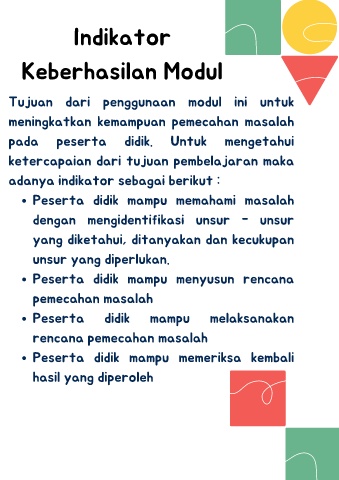 Indikator
Keberhasilan Modul
Tujuan dari penggunaan modul ini untuk
meningkatkan kemampuan pemecahan masalah
pada peserta didik. Untuk mengetahui
ketercapaian dari tujuan pembelajaran maka
adanya indikator sebagai berikut :
• Peserta didik mampu memahami masalah
dengan mengidentifikasi unsur - unsur
yang diketahui, ditanyakan dan kecukupan
unsur yang diperlukan.
• Peserta didik mampu menyusun rencana
pemecahan masalah
• Peserta didik mampu melaksanakan
rencana pemecahan masalah
• Peserta didik mampu memeriksa kembali
hasil yang diperoleh